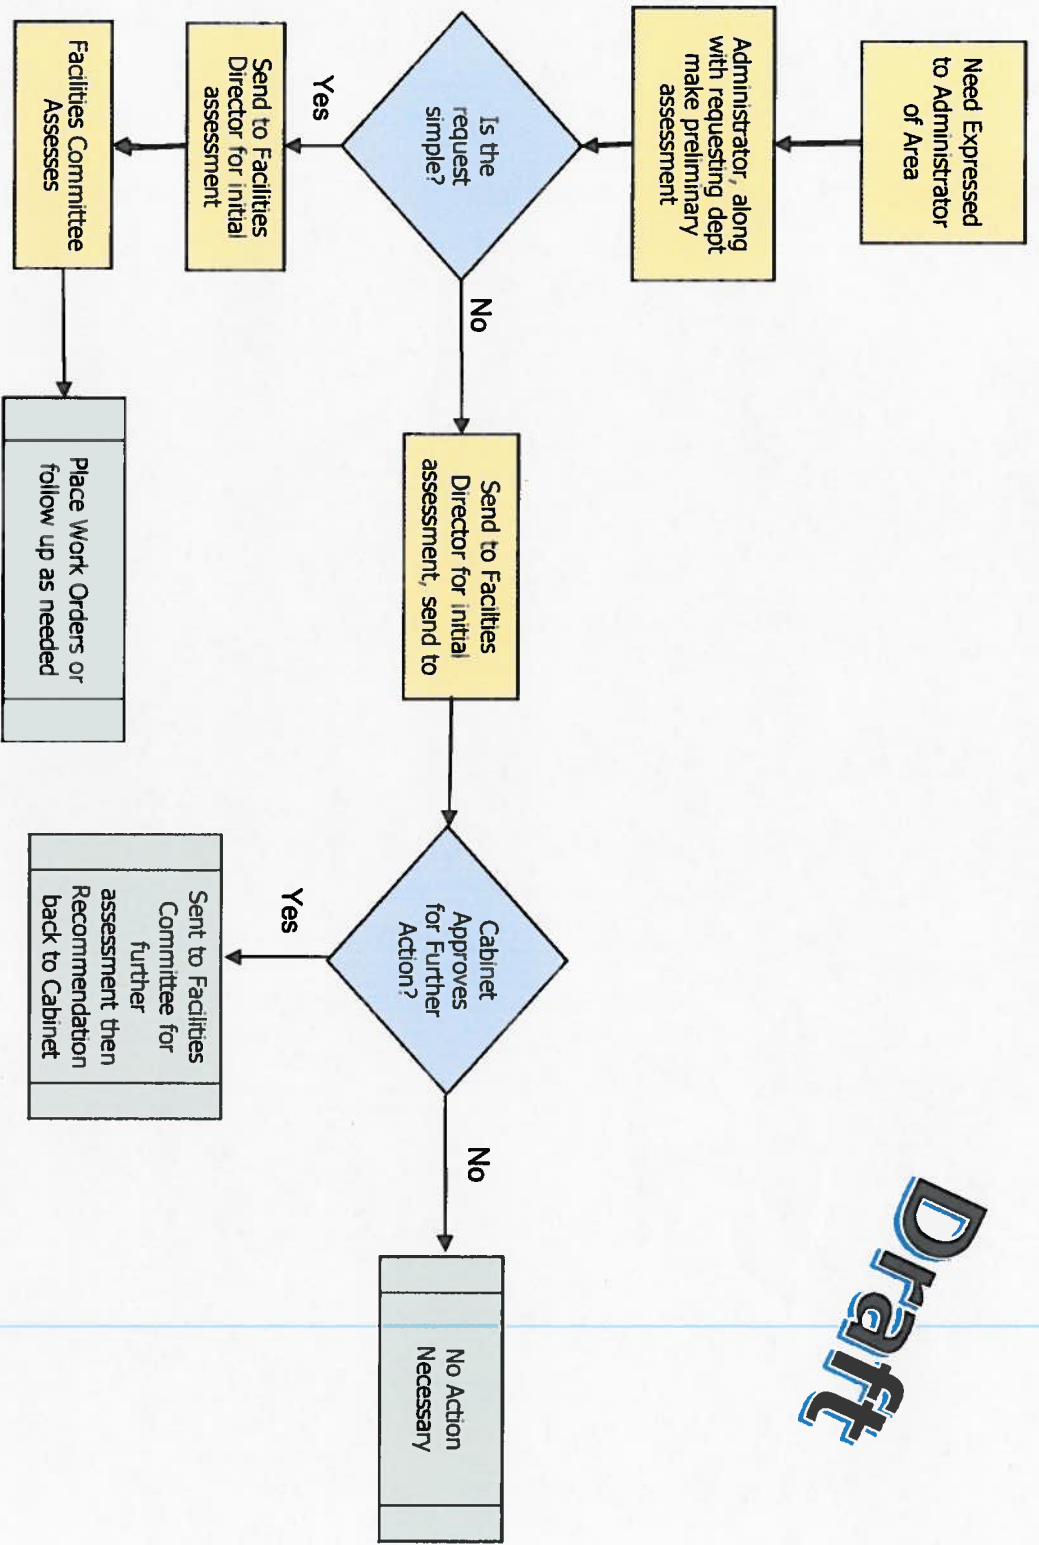 Need Expressed
to Administrator
of Area
Administrator, along
with requesting dept
make preliminary
assessment
Is the
request
simple?
No
Yes
Send to Facilities
Director for initial
assessment
Facilities Committee
Assesses
Place Work Orders or
follow up as needed
Send to Facilties
Director for initial
assessment, send to
Cabinet
Approves
for Further
Action?
Yes
Sent to Facilities
Committee for
further
assessment then
Recommendation
back to Cabinet
No
No Action
Necessary
Draft